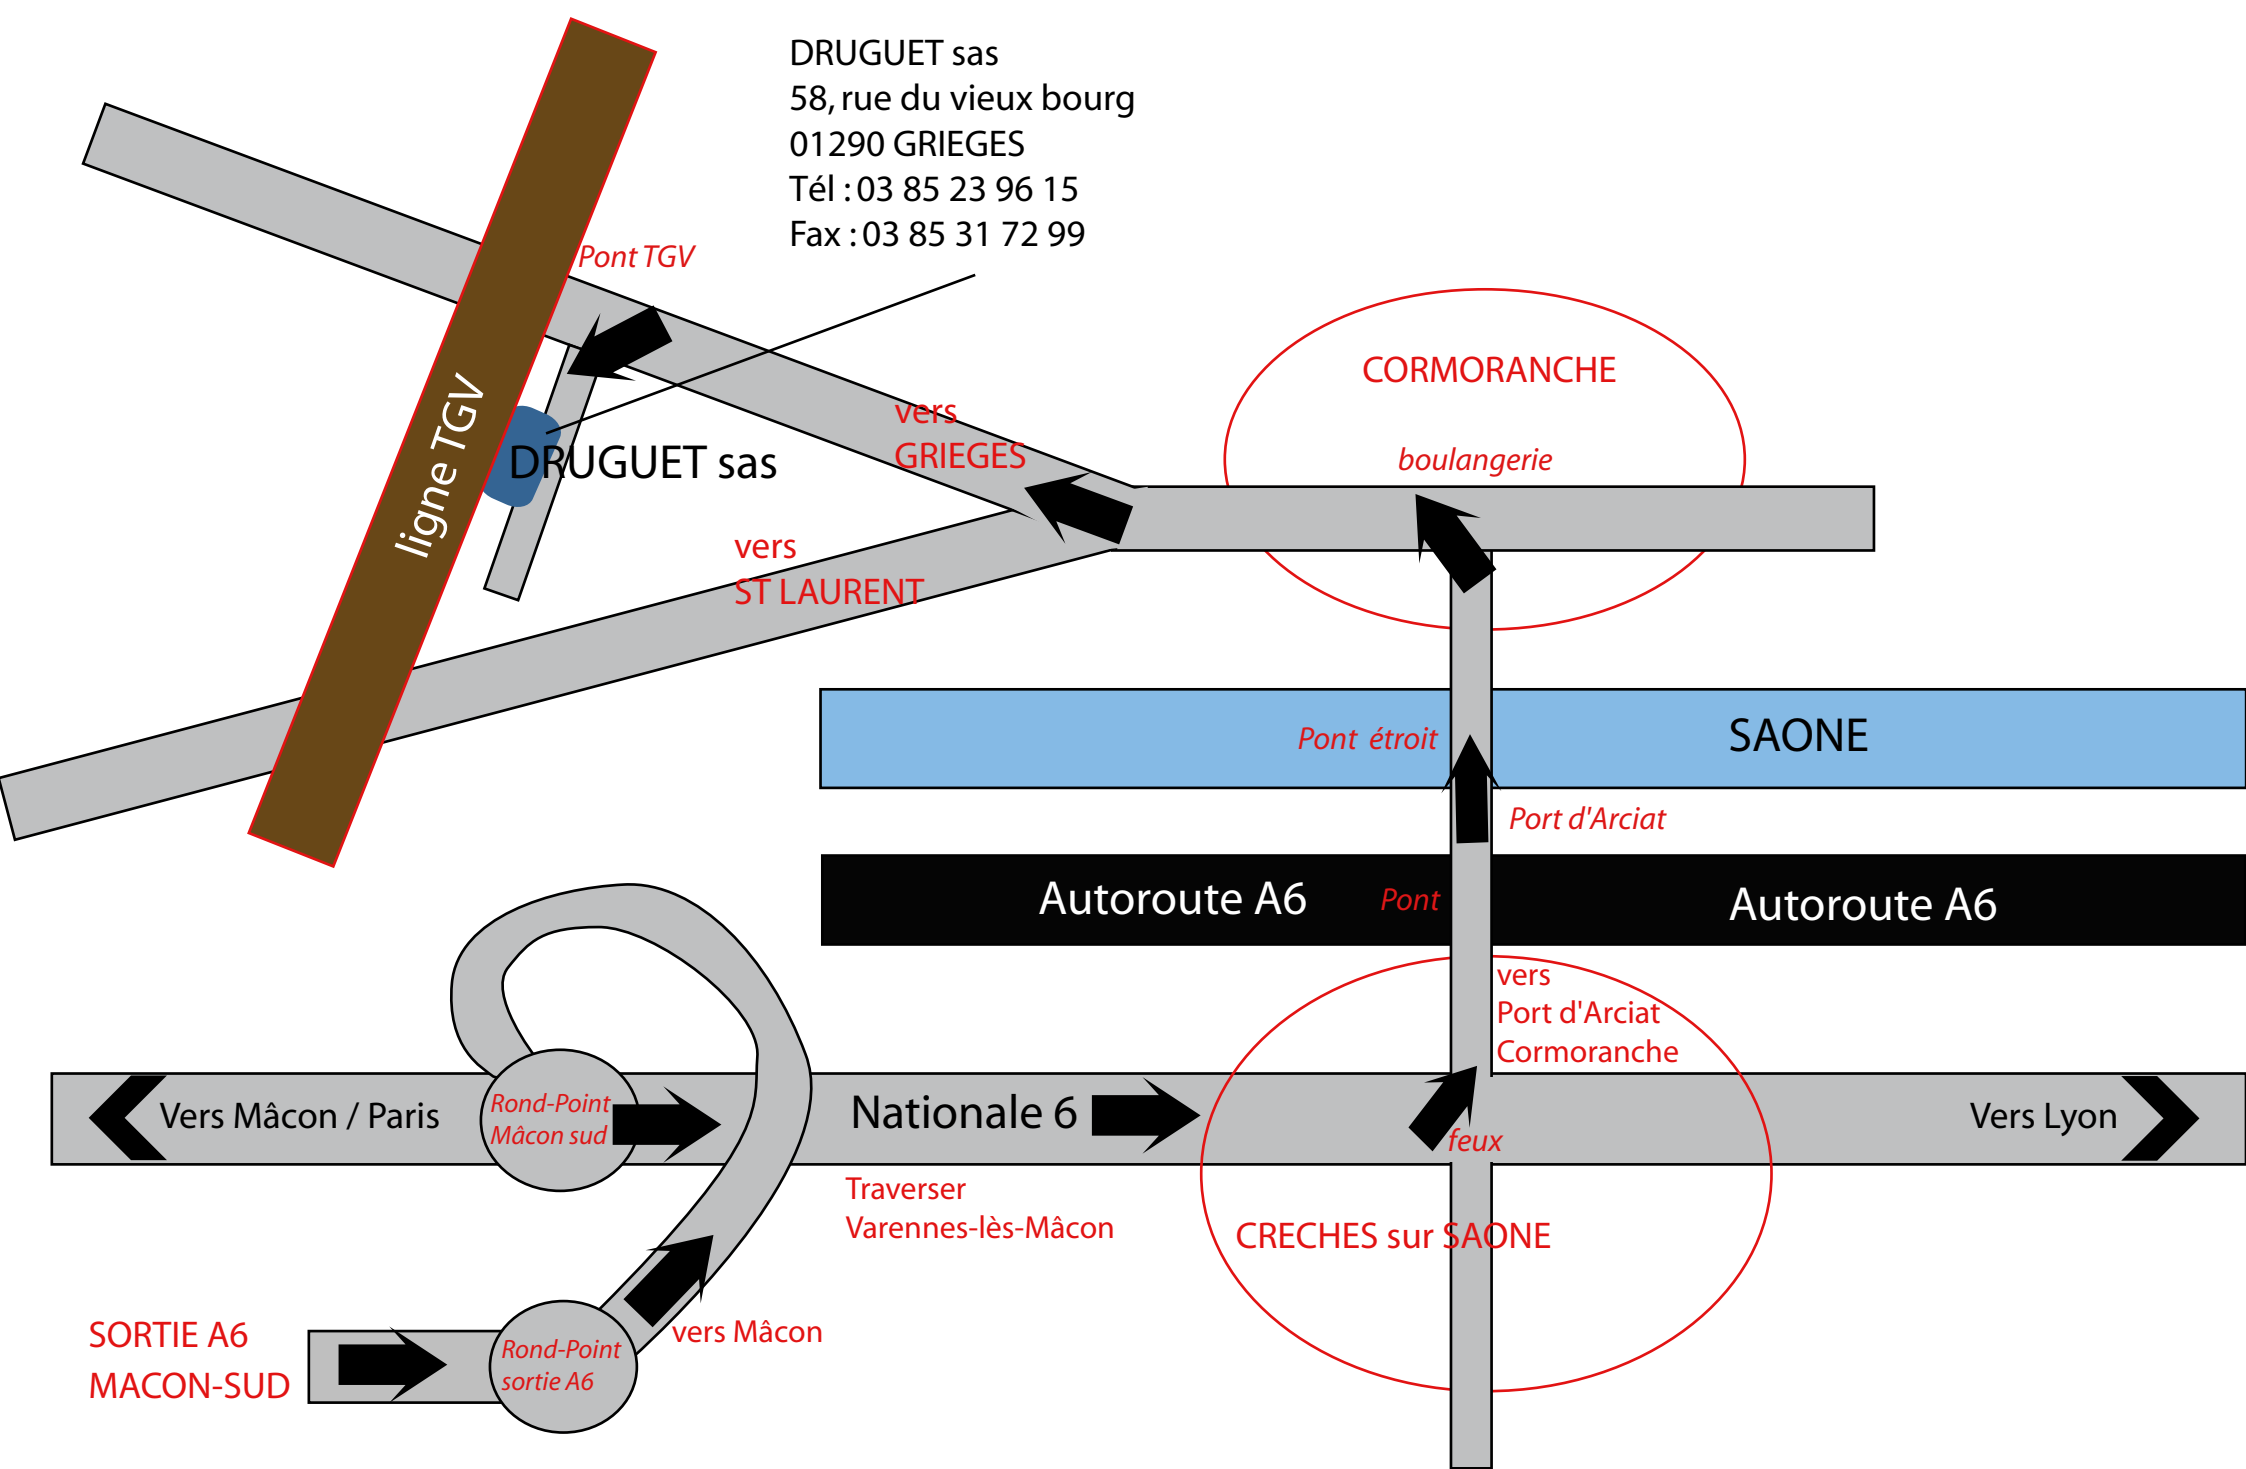 DRUGUET sas
58, rue du vieux bourg
01290 GRIEGES
Tél : 03 85 23 96 15
Fax : 03 85 31 72 99
Pont TGV
CORMORANCHE
boulangerie
vers
GRIEGES
ligne TGV
DRUGUET sas
vers
ST LAURENT
Pont étroit
SAONE
Port d'Arciat
Autoroute A6
Pont
Autoroute A6
vers
Port d'Arciat
Cormoranche
Vers Mâcon / Paris
Rond-Point
Mâcon sud
Nationale 6
feux
Vers Lyon
Traverser
Varennes-lès-Mâcon
CRECHES sur SAONE
SORTIE A6
MACON-SUD
Rond-Point
sortie A6
vers Mâcon